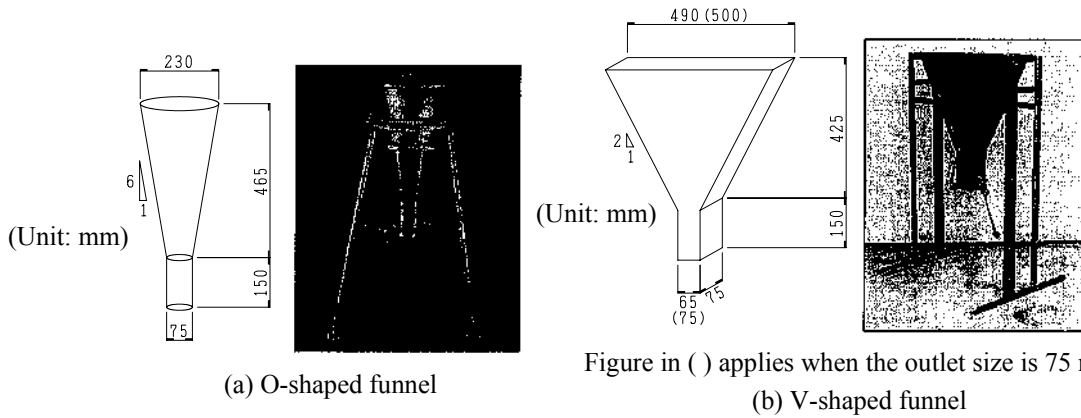 230
6
1
465
150
75
(Unit: mm)
(a) O-shaped funnel
490 (500)
2
1
425
150
65
(75)
75
(Unit: mm)
Figure in ( ) applies when the outlet size is 75
(b) V-shaped funnel